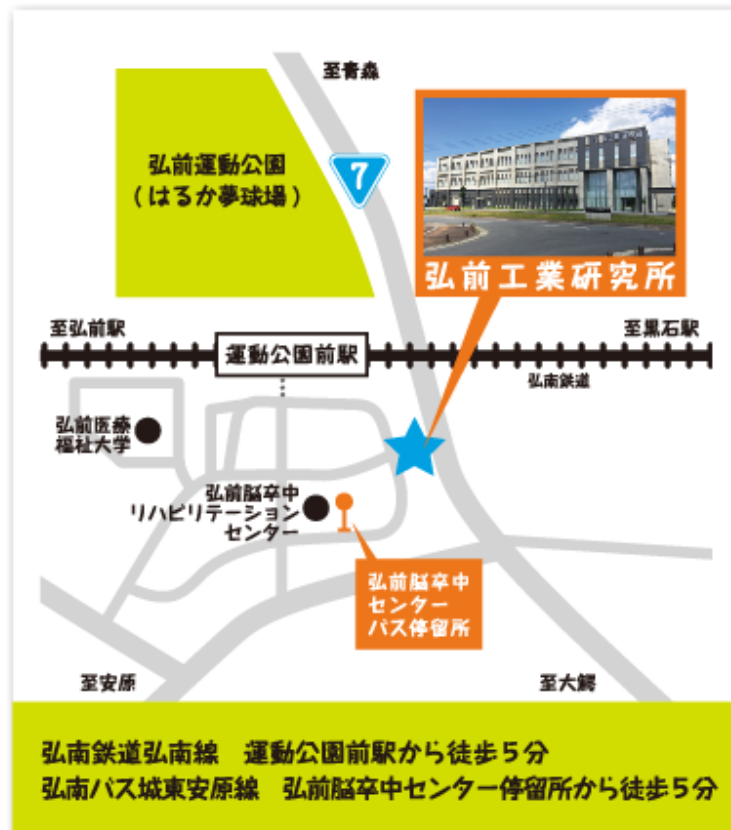 至青森
弘前運動公園
(はるか夢球場)
7
弘前工業研究所
至弘前駅
至黒石駅
運動公園前駅
弘南鉄道
弘前医療
福祉大学
弘前脳卒中
リハビリテーション
センター
弘前脳卒中
センター
バス停留所
至安原
至大鰐
弘南鉄道弘南線　運動公園前駅から徒歩5分
弘南バス城東安原線　弘前脳卒中センター停留所から徒歩5分